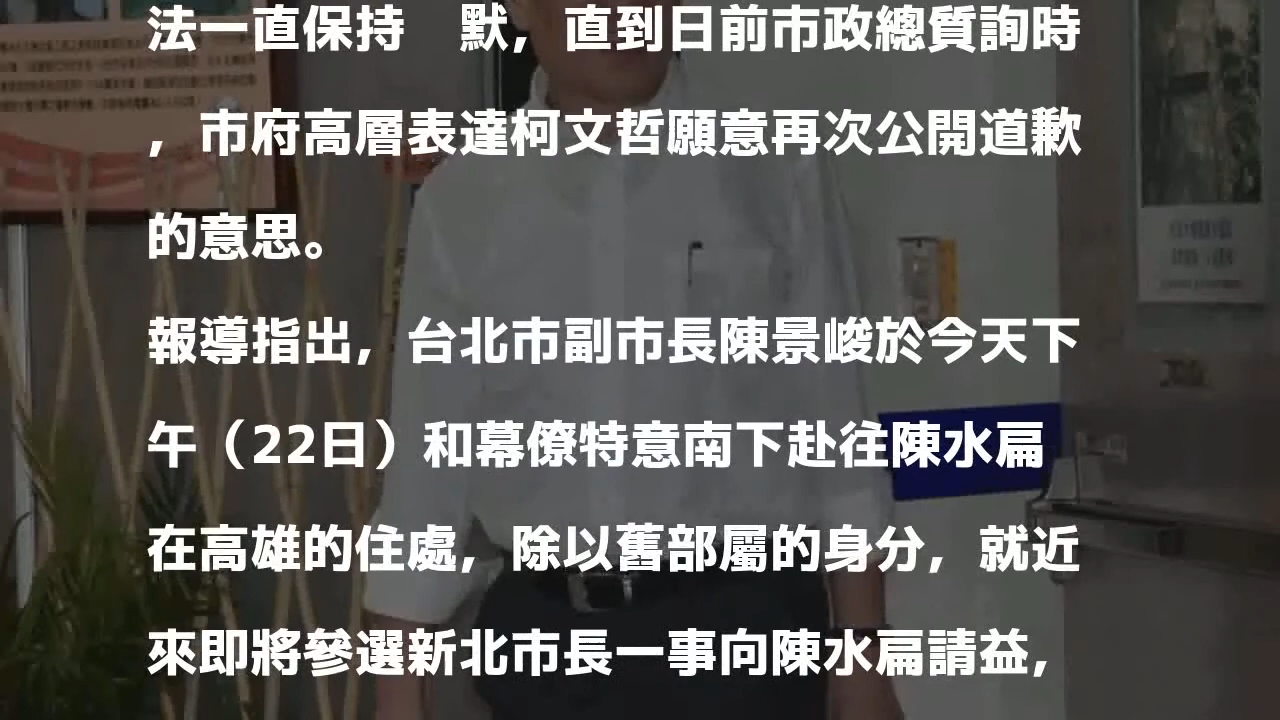 法一直保持　默，直到日前市政總質詢時
，市府高層表達柯文哲願意再次公開道歉
的意思。
報導指出，台北市副市長陳景峻於今天下
午（22日）和幕僚特意南下赴往陳水扁
在高雄的住處，除以舊部屬的身分，就近
來即將參選新北市長一事向陳水扁請益，